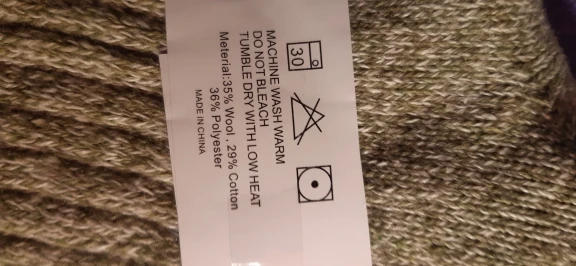 30
MACHINE WASH WARM
DO NOT BLEACH
TUMBLE DRY WITH LOW HEAT
Meterial:35% Wool , 29% Cotton
36% Polyester
MADE IN CHINA